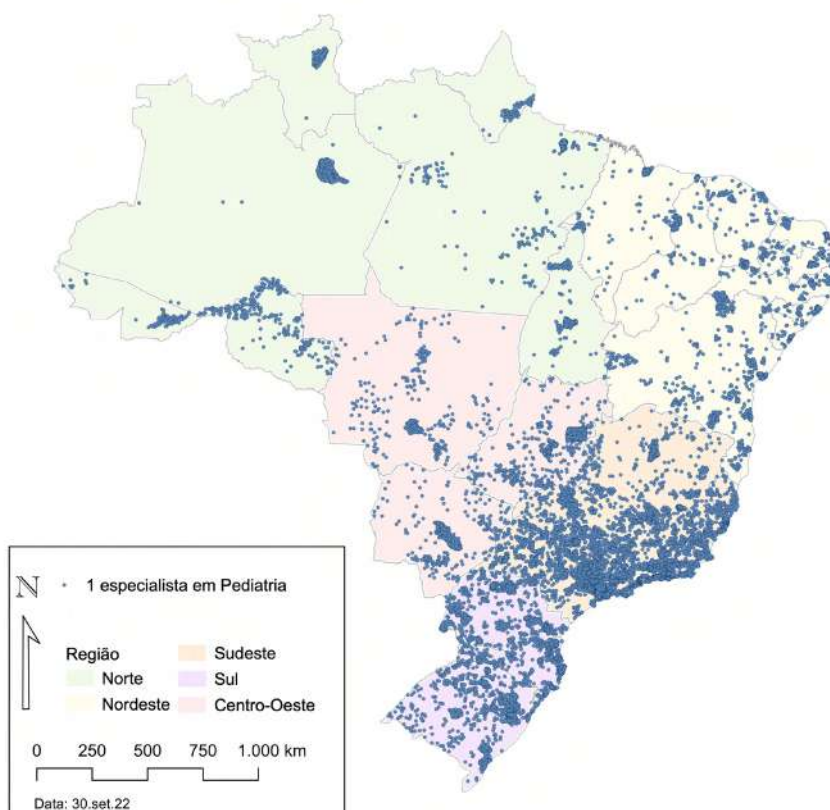 N
1 especialista em Pediatria
Região
Norte
Nordeste
Sudeste
Sul
Centro-Oeste
0 250 500 750 1.000 km
Data: 30.set.22